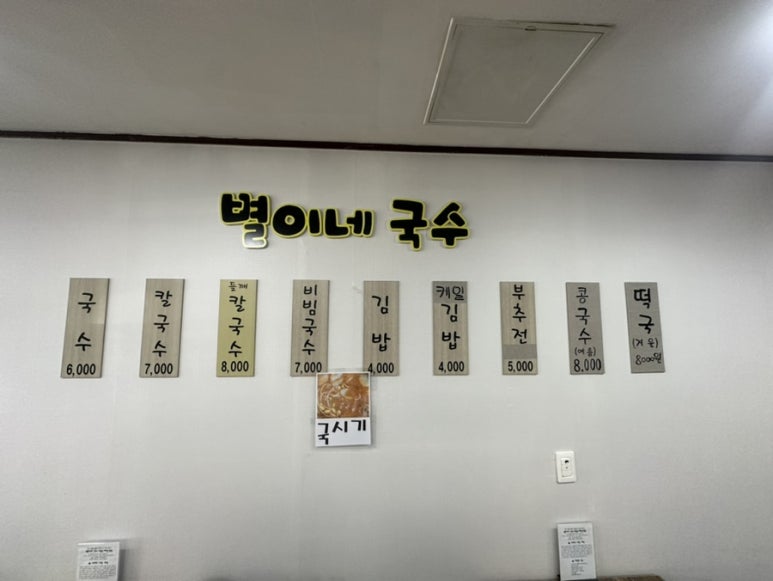 별이네 국수
국수
6,000
칼국수
7,000
들깨
칼국수
8,000
비빔국수
7,000
김밥
4,000
케일
김밥
4,000
부추전
5,000
콩국수
(여름)
8,000
떡국
(겨울)
8000원
국시기